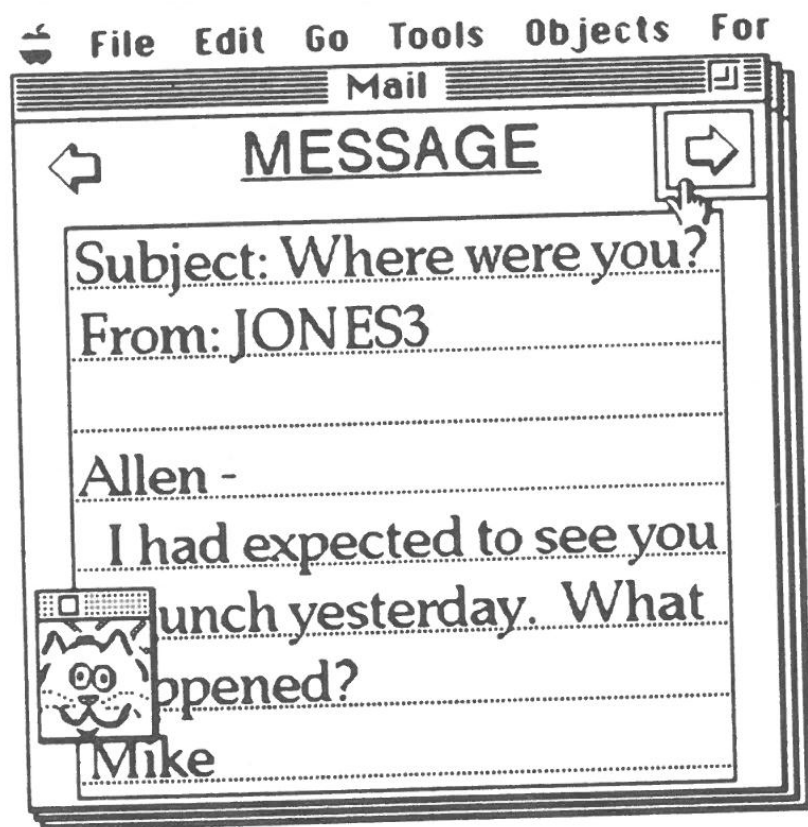 File Edit Go Tools Objects For
Mail
MESSAGE
Subject: Where were you?
From: JONES3
Allen -
I had expected to see you
unch yesterday. What
ppened?
Mike